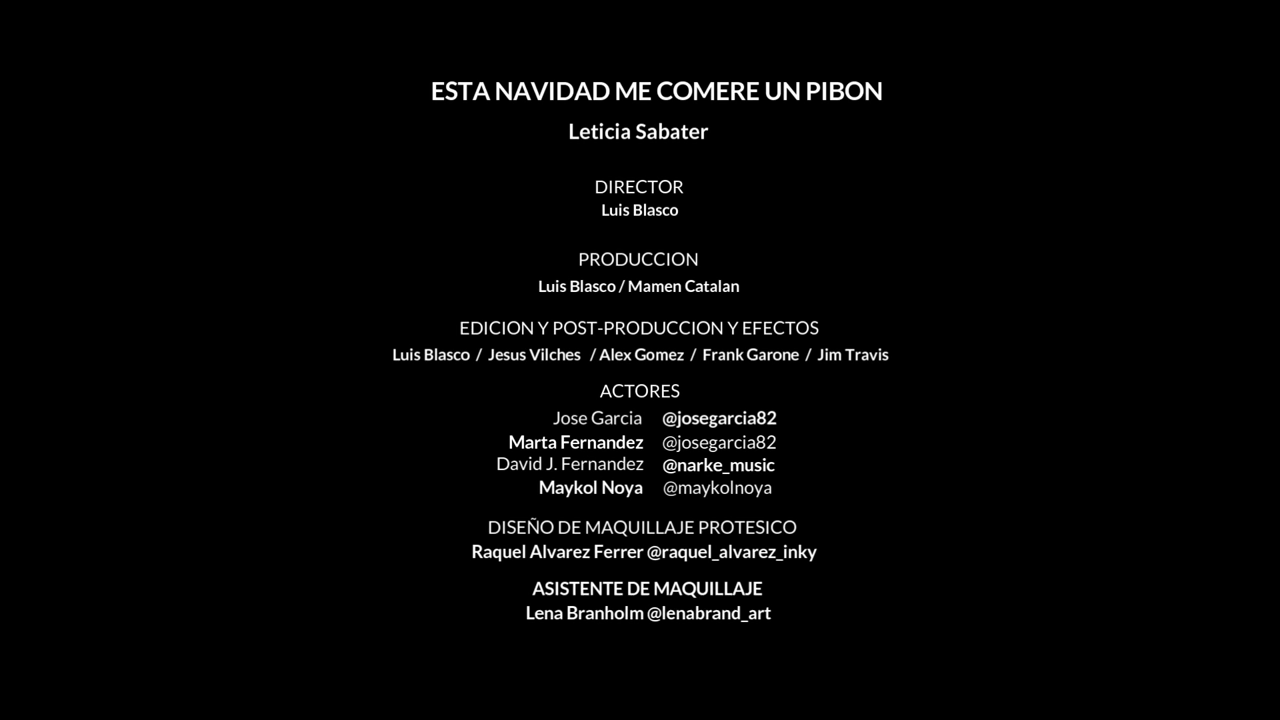 ESTA NAVIDAD ME COMERE UN PIBON
Leticia Sabater
DIRECTOR
Luis Blasco
PRODUCCION
Luis Blasco / Mamen Catalan
EDICION Y POST-PRODUCCION Y EFECTOS
Luis Blasco / Jesus Vilches / Alex Gomez / Frank Garone / Jim Travis
ACTORES
Jose Garcia @josegarcia82
Marta Fernandez @josegarcia82
David J. Fernandez @narke_music
Maykol Noya @maykolnoya
DISEÑO DE MAQUILLAJE PROTESICO
Raquel Alvarez Ferrer @raquel_alvarez_inky
ASISTENTE DE MAQUILLAJE
Lena Branholm @lenabrand_art